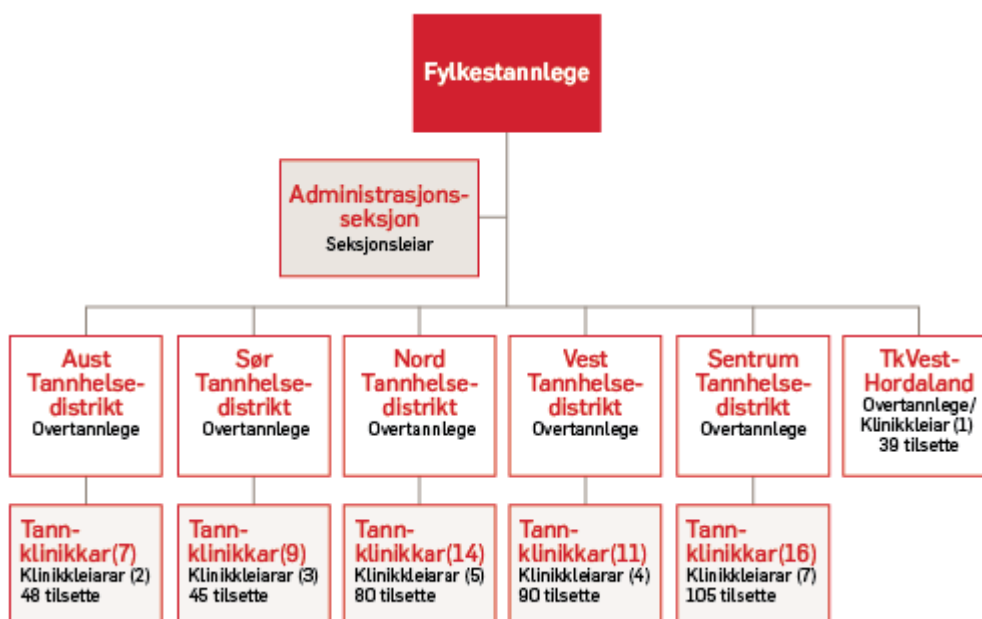 Fylkestannlege
Administrasjons-
seksjon
Seksjonsleiar
Aust
Tannhelse-
distrikt
Overtannlege
Sør
Tannhelse-
distrikt
Overtannlege
Nord
Tannhelse-
distrikt
Overtannlege
Vest
Tannhelse-
distrikt
Overtannlege
Sentrum
Tannhelse-
distrikt
Overtannlege
TkVest-
Hordaland
Overtannlege/
Klinikkleiar (1)
39 tilsette
Tann-
klinikkar(7)
Klinikkleiarar (2)
48 tilsette
Tann-
klinikkar(9)
Klinikkleiarar (3)
45 tilsette
Tann-
klinikkar(14)
Klinikkleiarar (5)
80 tilsette
Tann-
klinikkar(11)
Klinikkleiarar (4)
90 tilsette
Tann-
klinikkar(16)
Klinikkleiarar (7)
105 tilsette